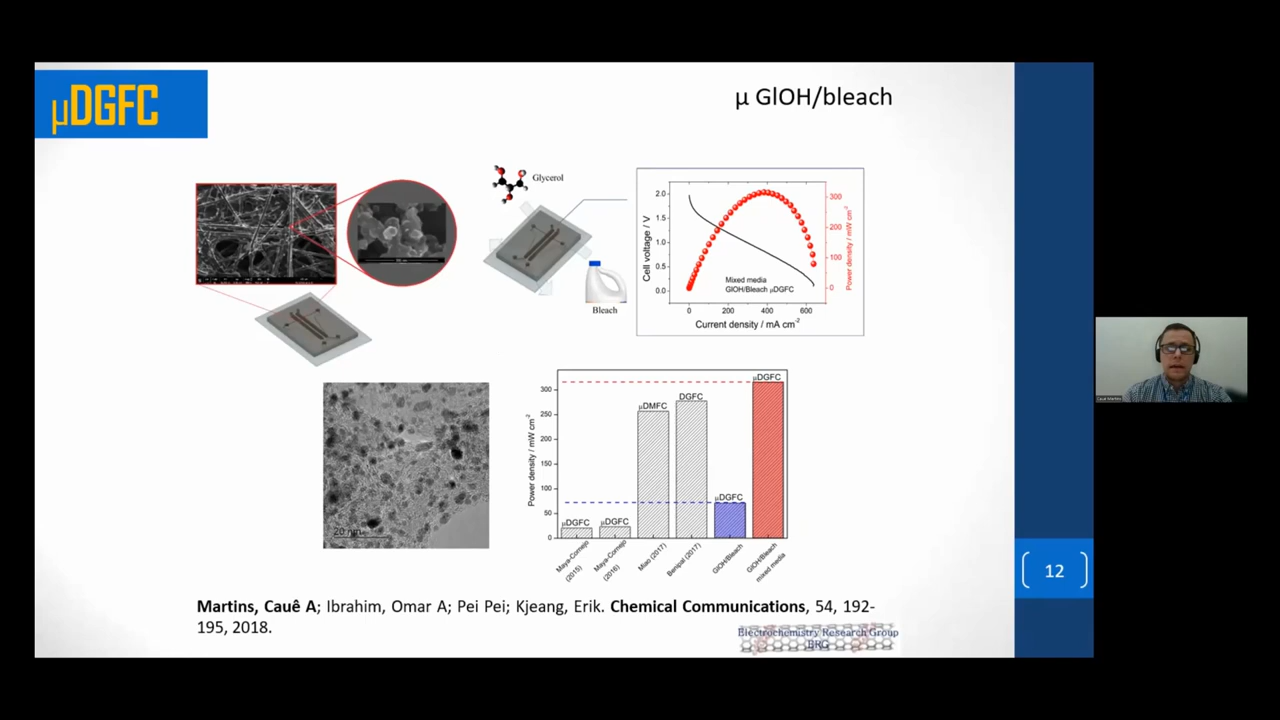 μDGFC
μ GlOH/bleach
Glycerol
Bleach
Cell voltage / V
2.0
1.5
1.0
0.5
0.0
300
200
100
0
Power density / mW cm-2
Mixed media
GlOH/Bleach μDGFC
0 200 400 600
Current density / mA cm-2
20 nm
Power density / mW cm-2
300
250
200
150
100
50
0
μDGFC
μDGFC
μDMFC
DGFC
μDGFC
μDGFC
Maya-Cornejo
(2015)
Maya-Cornejo
(2016)
Miao (2017)
Benipal (2017)
GlOH/Bleach
GlOH/Bleach
mixed media
Martins, Cauê A; Ibrahim, Omar A; Pei Pei; Kjeang, Erik. Chemical Communications, 54, 192-
195, 2018.
Electrochemistry Research Group
ERG
12
Cauê Martins